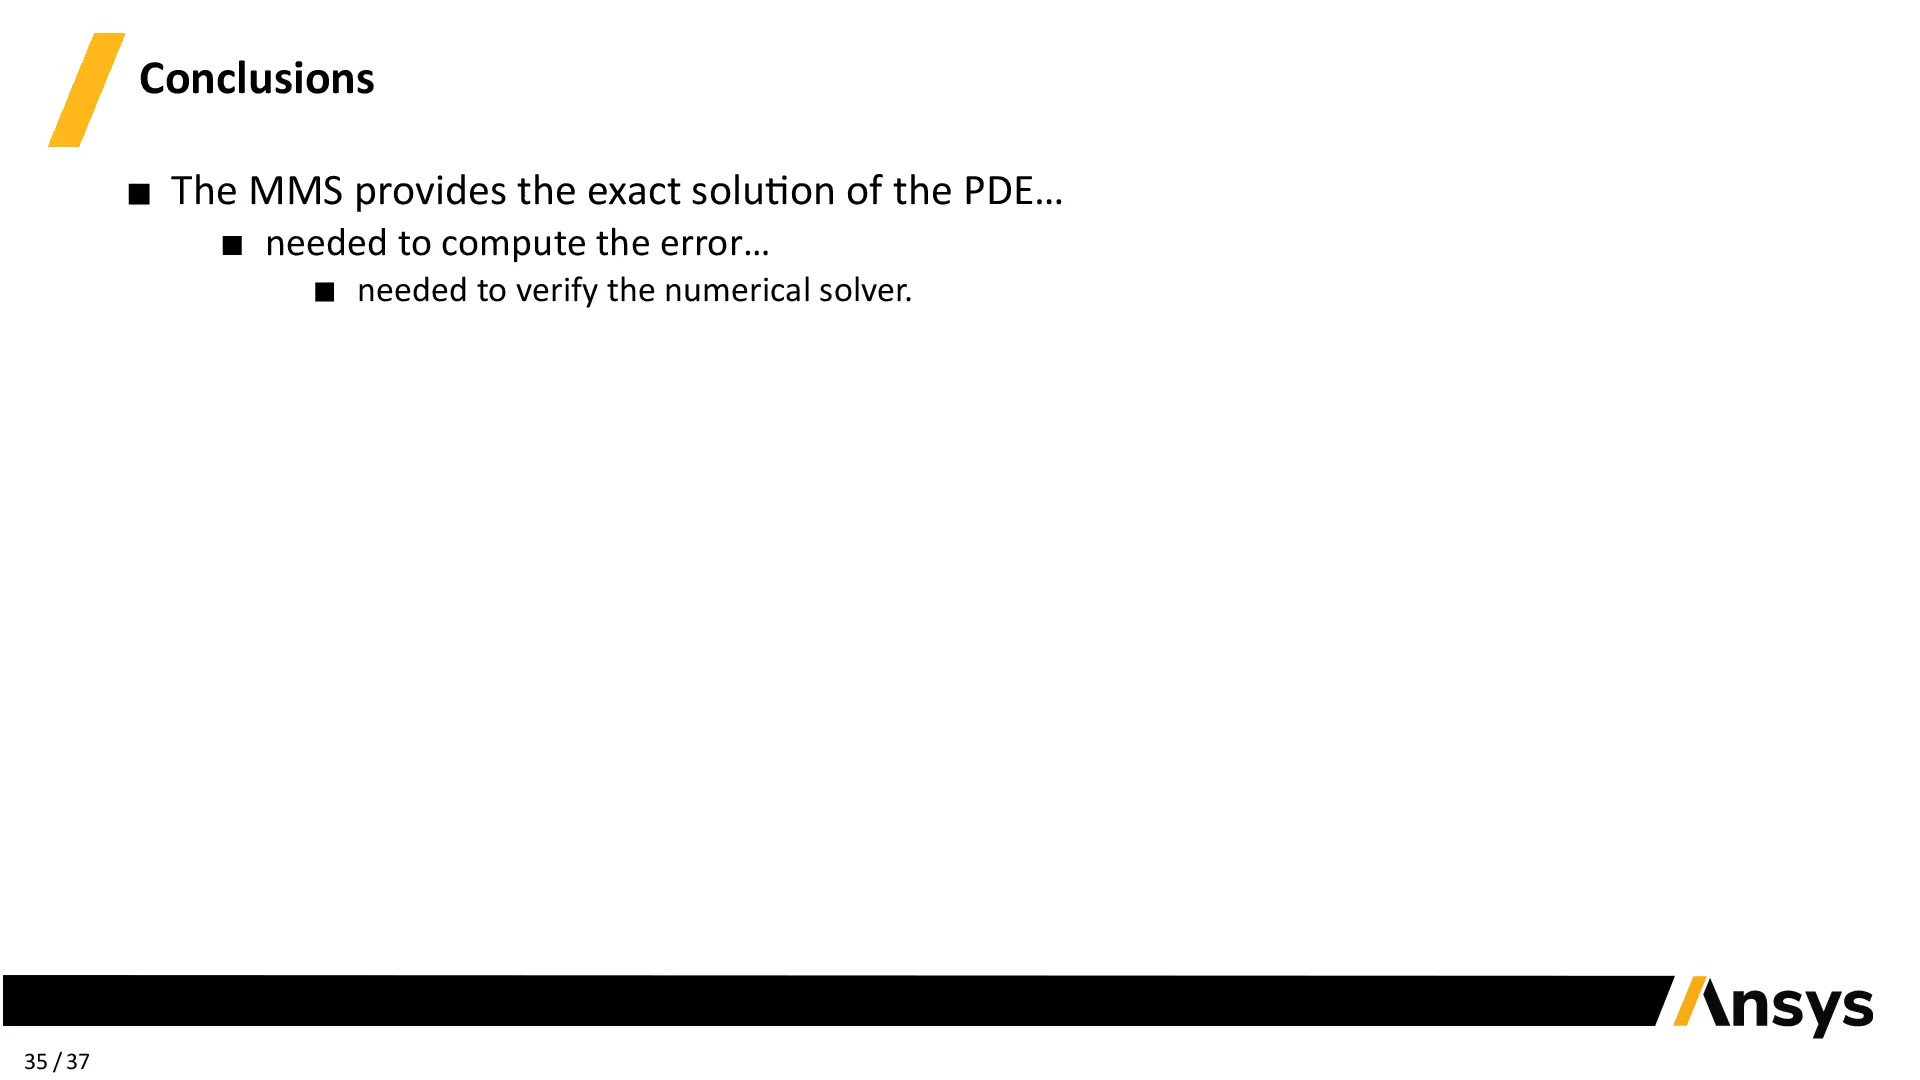 Conclusions
The MMS provides the exact solution of the PDE…
needed to compute the error…
needed to verify the numerical solver.
Ansys
35 / 37